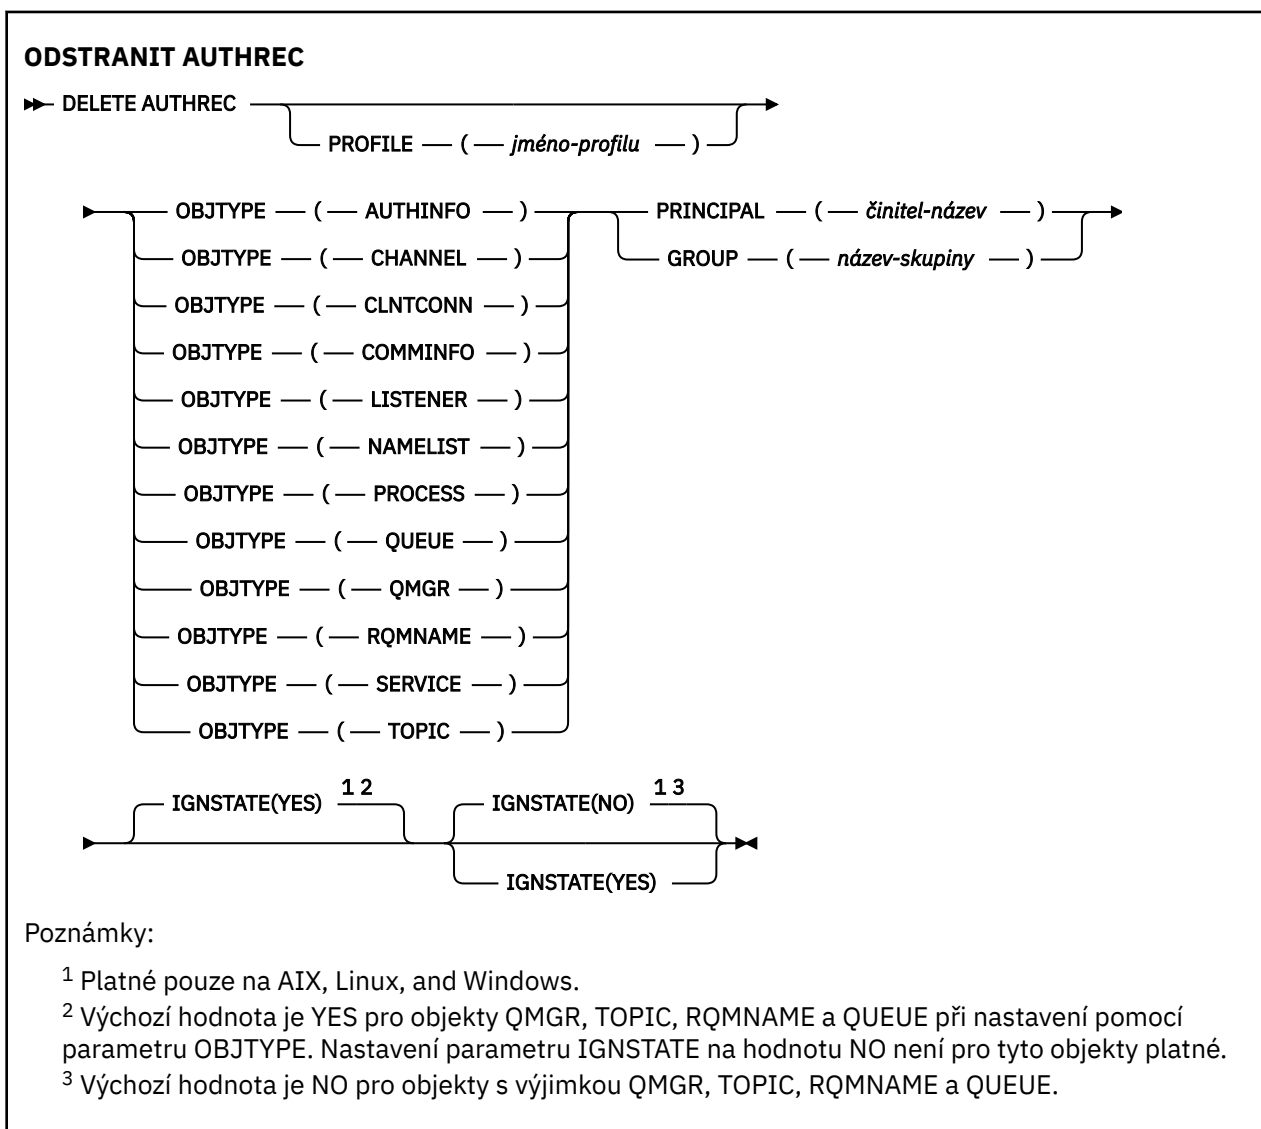 ODSTRANIT AUTHREC
DELETE AUTHREC
PROFILE ( jméno-profilu )
OBJTYPE ( AUTHINFO ) PRINCIPAL ( činitel-název )
OBJTYPE ( CHANNEL ) GROUP ( název-skupiny )
OBJTYPE ( CLNTCONN )
OBJTYPE ( COMMINFO )
OBJTYPE ( LISTENER )
OBJTYPE ( NAMELIST )
OBJTYPE ( PROCESS )
OBJTYPE ( QUEUE )
OBJTYPE ( QMGR )
OBJTYPE ( RQMNAME )
OBJTYPE ( SERVICE )
OBJTYPE ( TOPIC )
IGNSTATE(YES) 1 2 IGNSTATE(NO) 1 3
IGNSTATE(YES)
Poznámky:
1 Platné pouze na AIX, Linux, and Windows.
2 Výchozí hodnota je YES pro objekty QMGR, TOPIC, RQMNAME a QUEUE při nastavení pomocí
parametru OBJTYPE. Nastavení parametru IGNSTATE na hodnotu NO není pro tyto objekty platné.
3 Výchozí hodnota je NO pro objekty s výjimkou QMGR, TOPIC, RQMNAME a QUEUE.